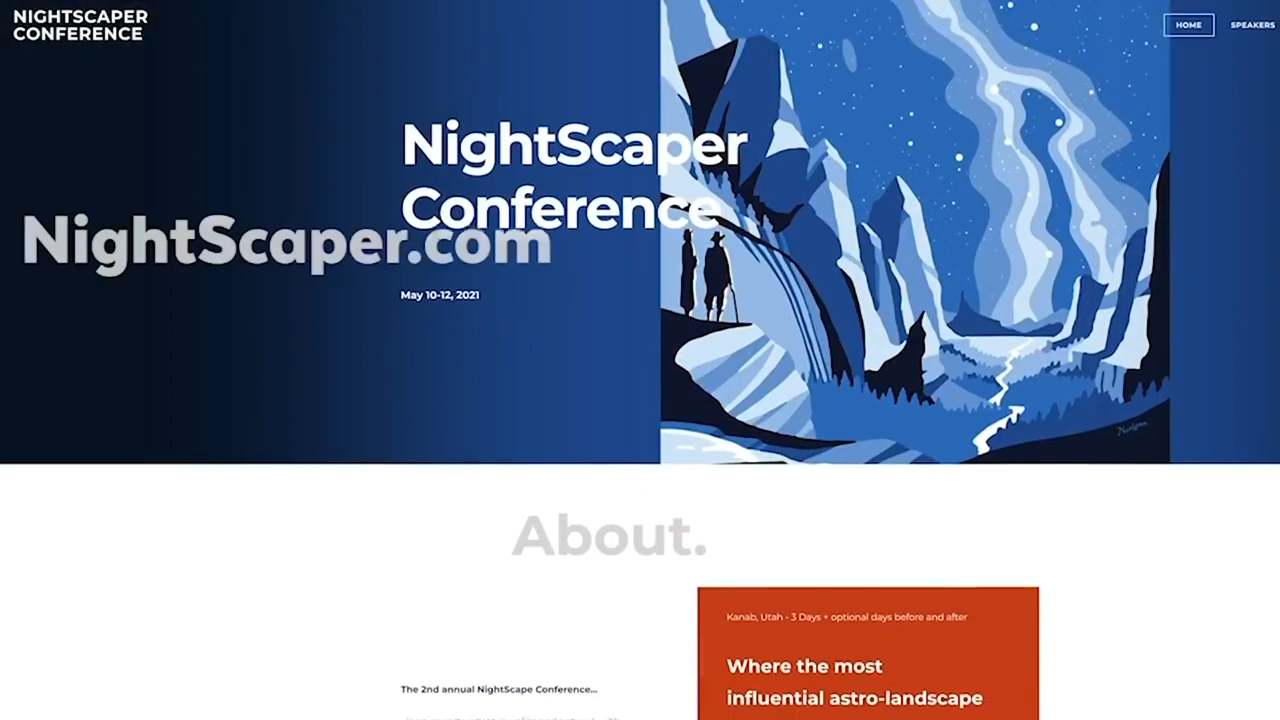 NIGHTSCAPER
CONFERENCE
HOME
SPEAKERS
NightScaper
Conference
NightScaper.com
May 10-12, 2021
About.
Kanab, Utah - 3 Days + optional days before and after
Where the most
influential astro-landscape
The 2nd annual NightScape Conference...